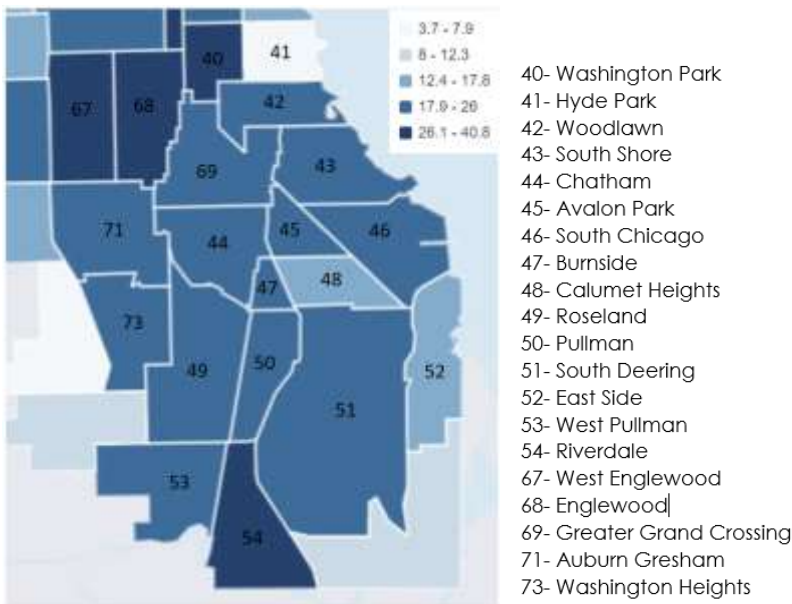 3.7 - 7.9
8 - 12.3
12.4 - 17.8
17.9 - 26
26.1 - 40.8
40
41
67
68
42
69
43
71
44
45
46
47
48
73
49
50
51
52
53
54
40- Washington Park
41- Hyde Park
42- Woodlawn
43- South Shore
44- Chatham
45- Avalon Park
46- South Chicago
47- Burnside
48- Calumet Heights
49- Roseland
50- Pullman
51- South Deering
52- East Side
53- West Pullman
54- Riverdale
67- West Englewood
68- Englewood
69- Greater Grand Crossing
71- Auburn Gresham
73- Washington Heights